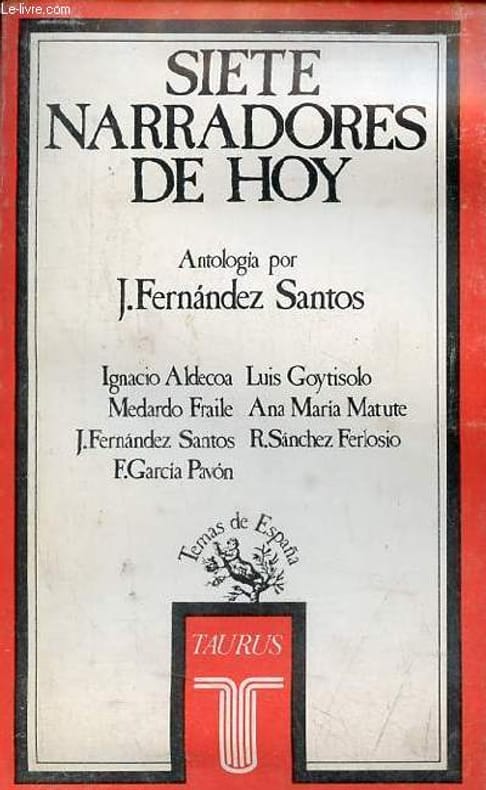 Le-livre.com
SIETE
NARRADORES
DE HOY
Antología por
J. Fernández Santos
Ignacio Aldecoa
Medardo Fraile
J. Fernández Santos
F. García Pavón
Luis Goytisolo
Ana María Matute
R. Sánchez Ferlosio
Temas de España
TAURUS